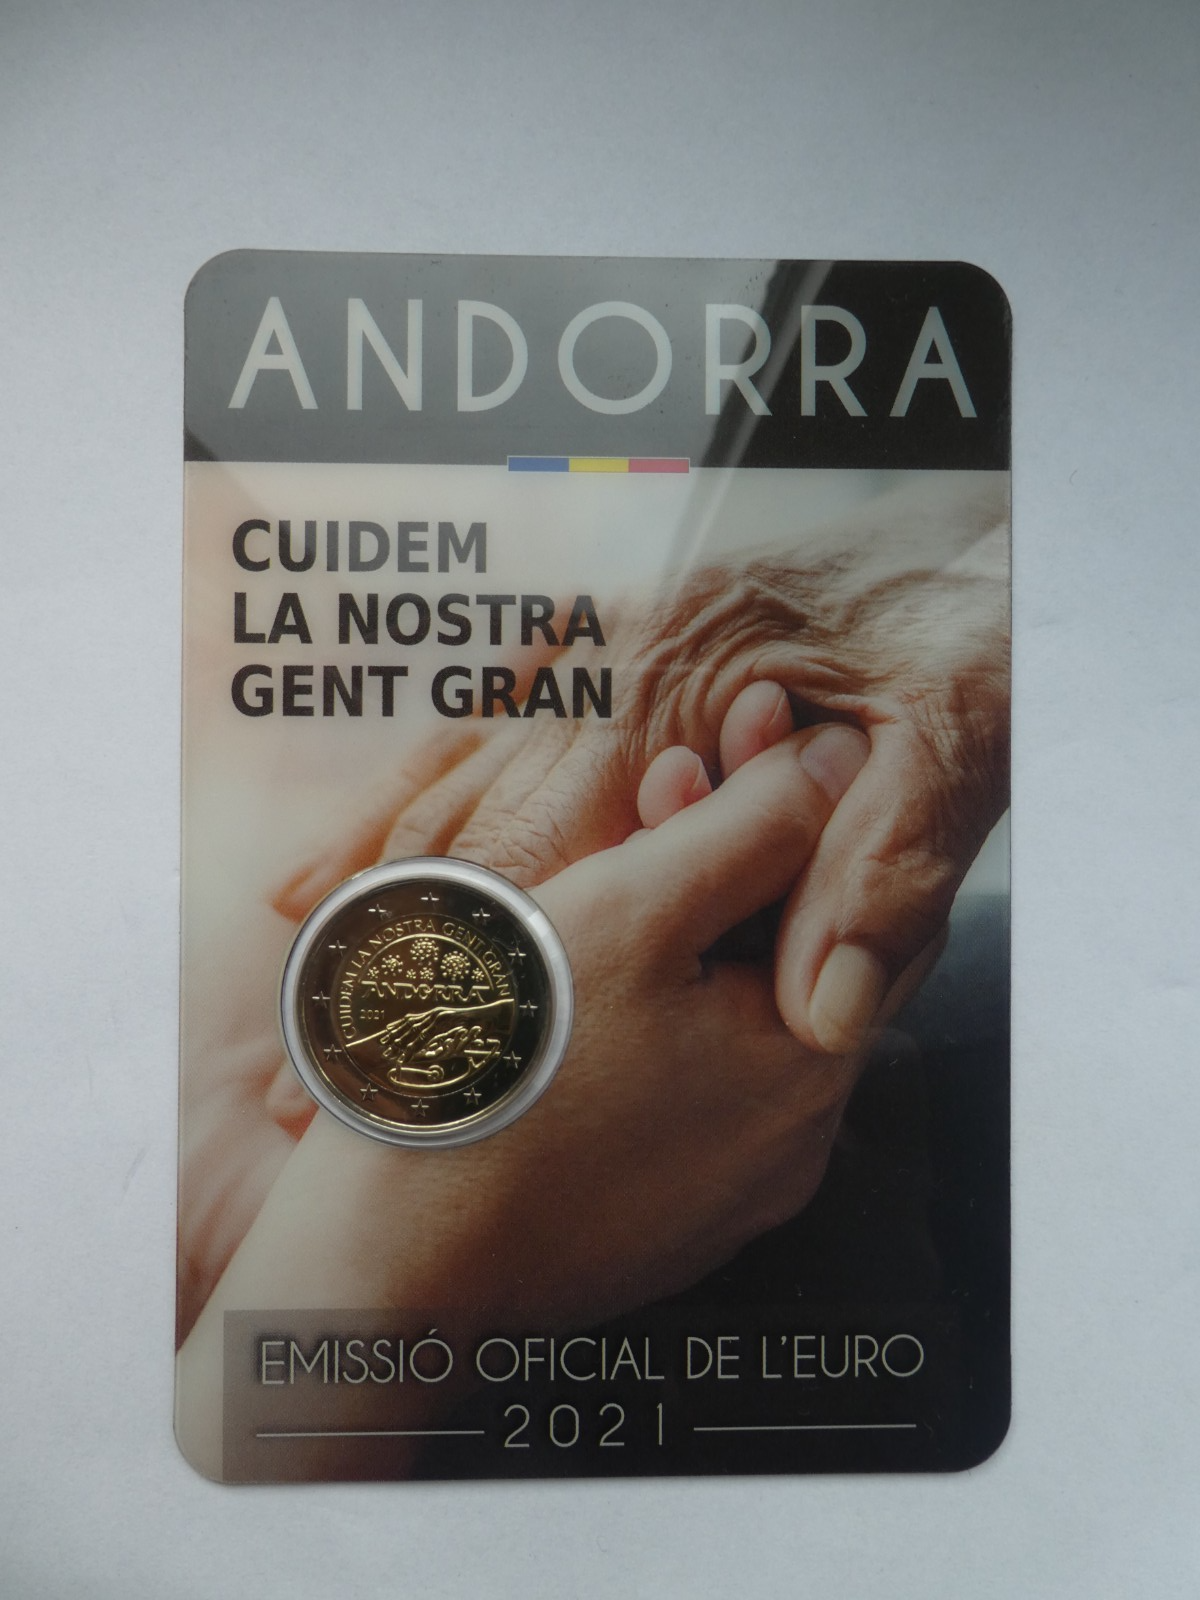 ANDORRA
CUIDEM
LA NOSTRA
GENT GRAN
CUIDEM LA NOSTRA GENT GRAN
ANDORRA
2021
EMISSIÓ OFICIAL DE L'EURO
2021